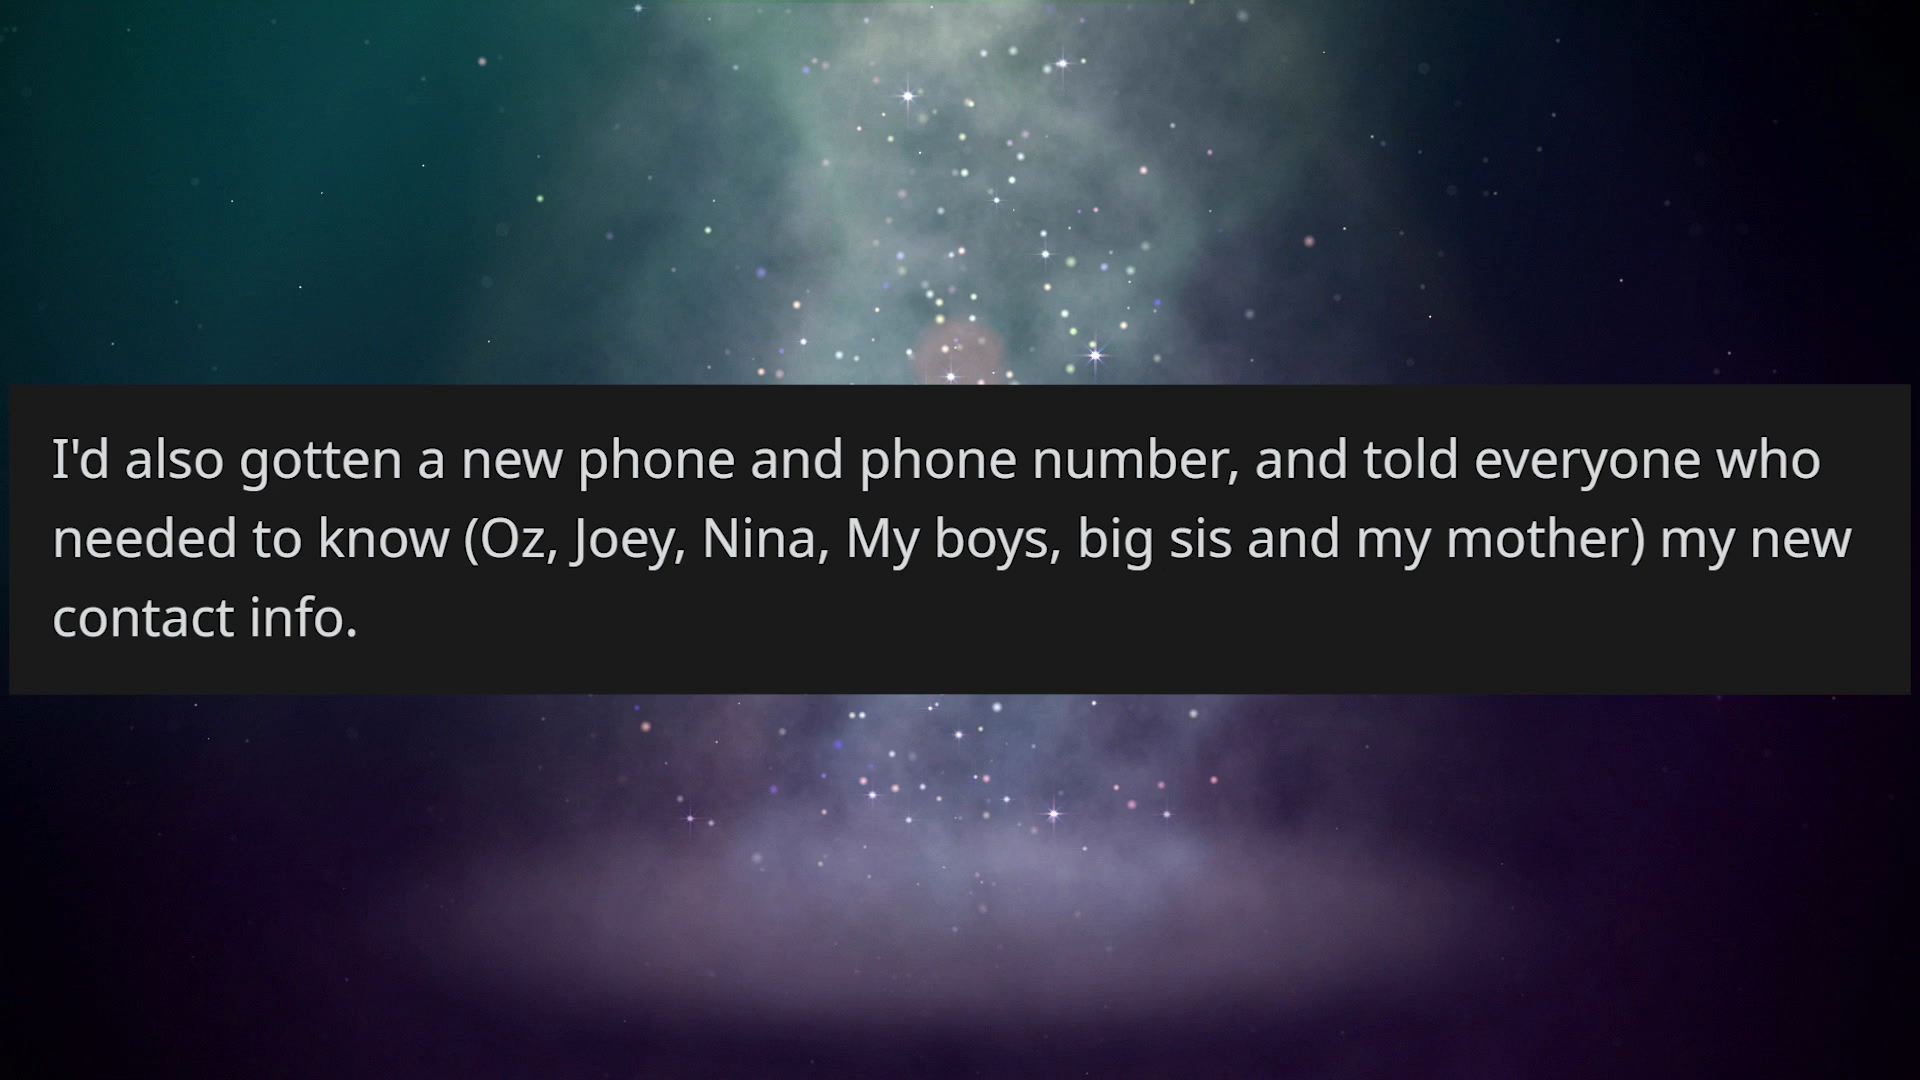 I'd also gotten a new phone and phone number, and told everyone who
needed to know (Oz, Joey, Nina, My boys, big sis and my mother) my new
contact info.